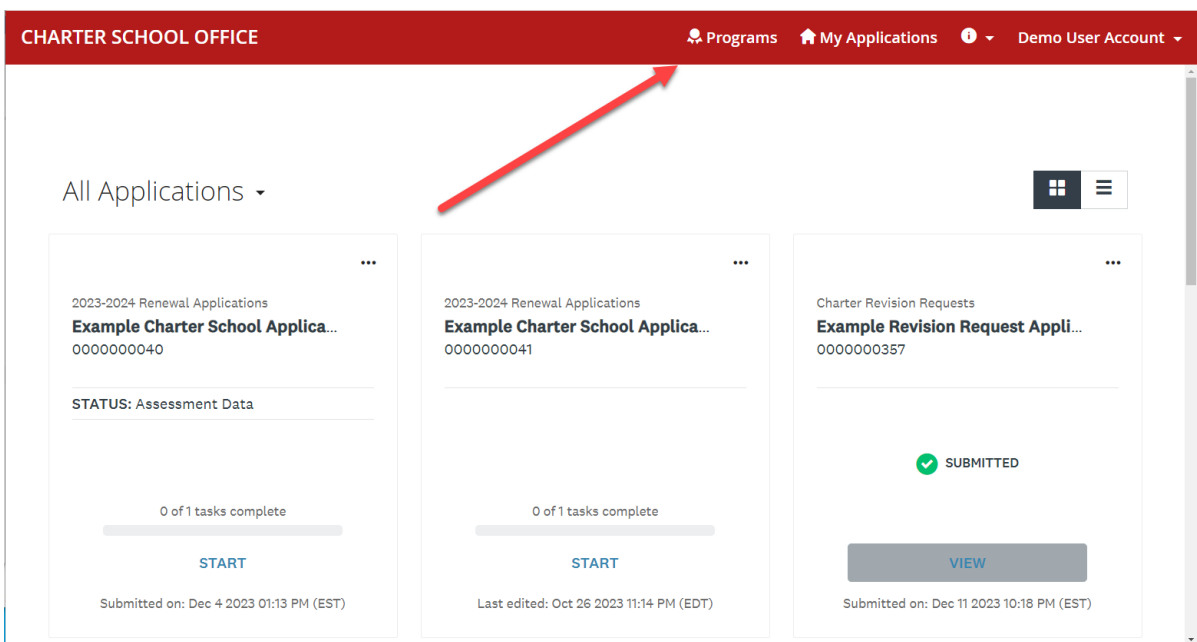 CHARTER SCHOOL OFFICE
Programs
My Applications
Demo User Account
All Applications
2023-2024 Renewal Applications
Example Charter School Applica...
0000000040
STATUS: Assessment Data
0 of 1 tasks complete
START
Submitted on: Dec 4 2023 01:13 PM (EST)
2023-2024 Renewal Applications
Example Charter School Applica...
0000000041
0 of 1 tasks complete
START
Last edited: Oct 26 2023 11:14 PM (EDT)
Charter Revision Requests
Example Revision Request Appli...
0000000357
SUBMITTED
VIEW
Submitted on: Dec 11 2023 10:18 PM (EST)